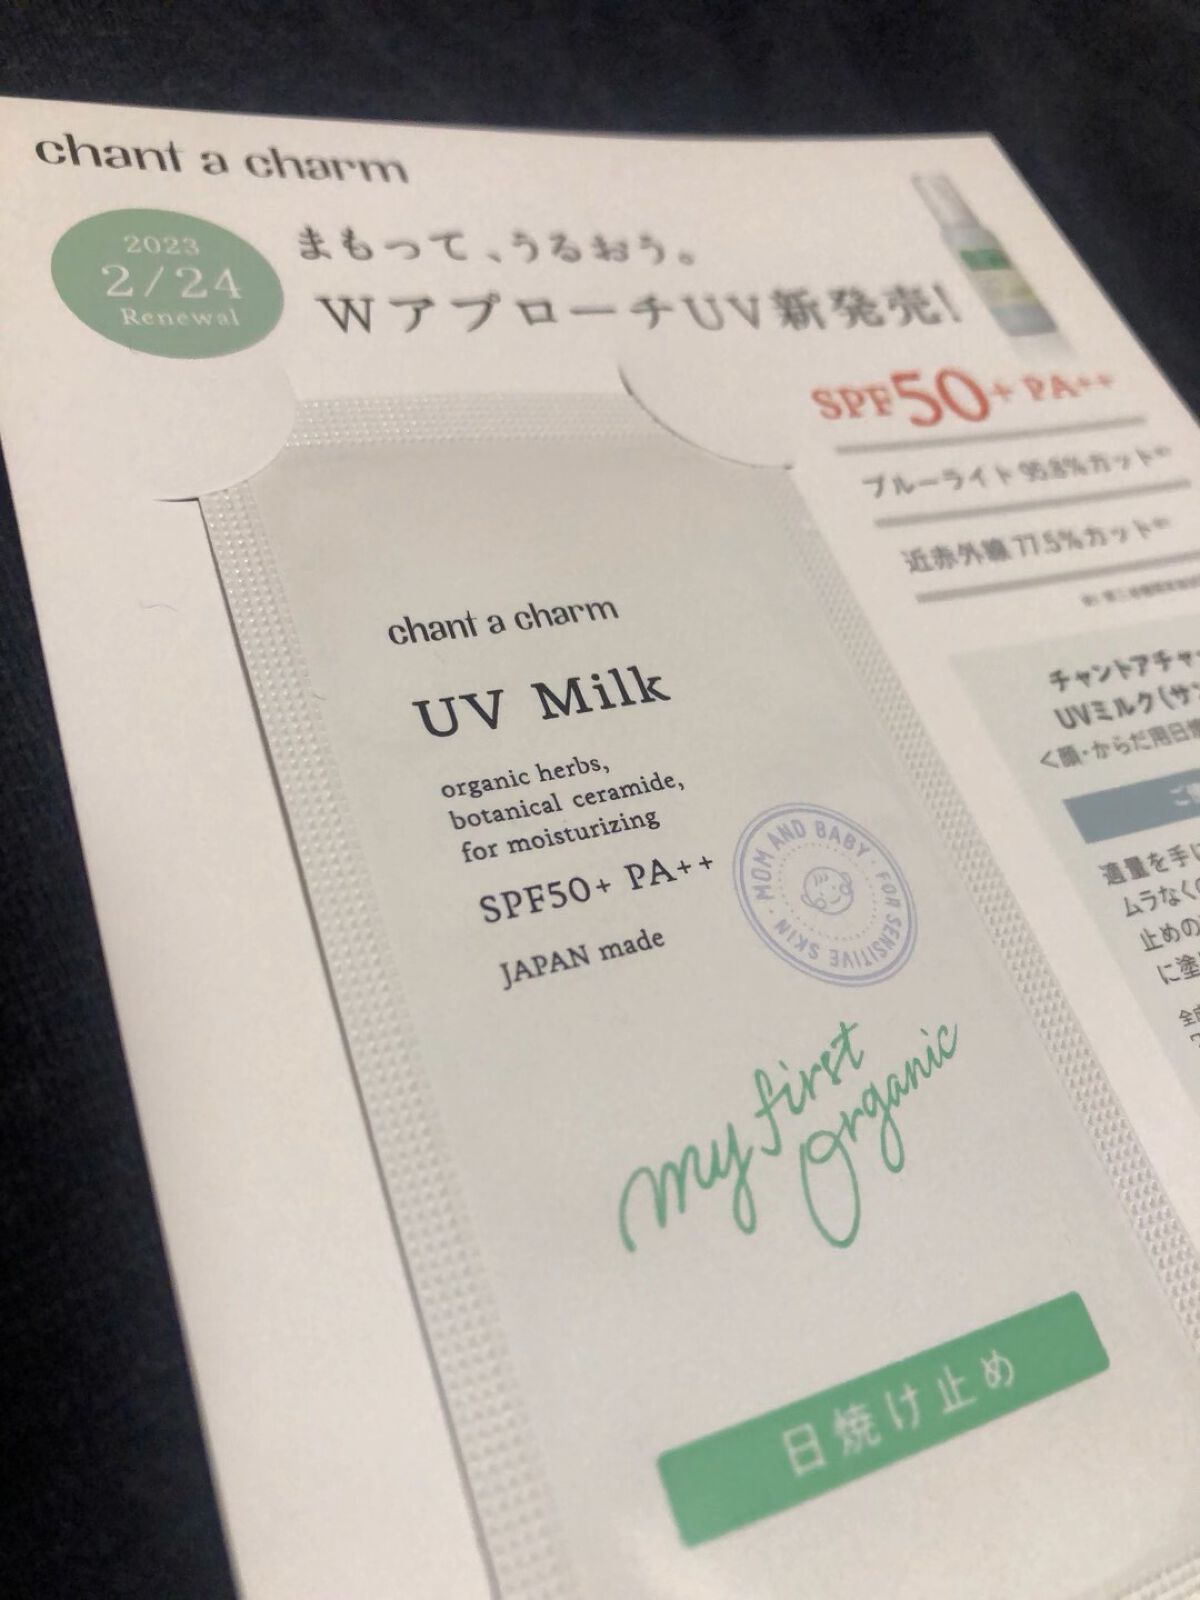 chant a charm
2023
2/24
Renewal
まもって、うるおう。
WアプローチUV新発売!
SPF50+ PA++
ブルーライト95.8%カット
近赤外線77.5%カット
chant a charm
UV Milk
organic herbs,
botanical ceramide,
for moisturizing
SPF50+ PA++
JAPAN made
MOM AND BABY · FOR SENSITIVE SKIN ·
my first
Organic
日焼け止め
チャントアチャ
UVミルク(サン
く顔・からだ用日焼
適量を手に
ムラなくの
止めの
に塗